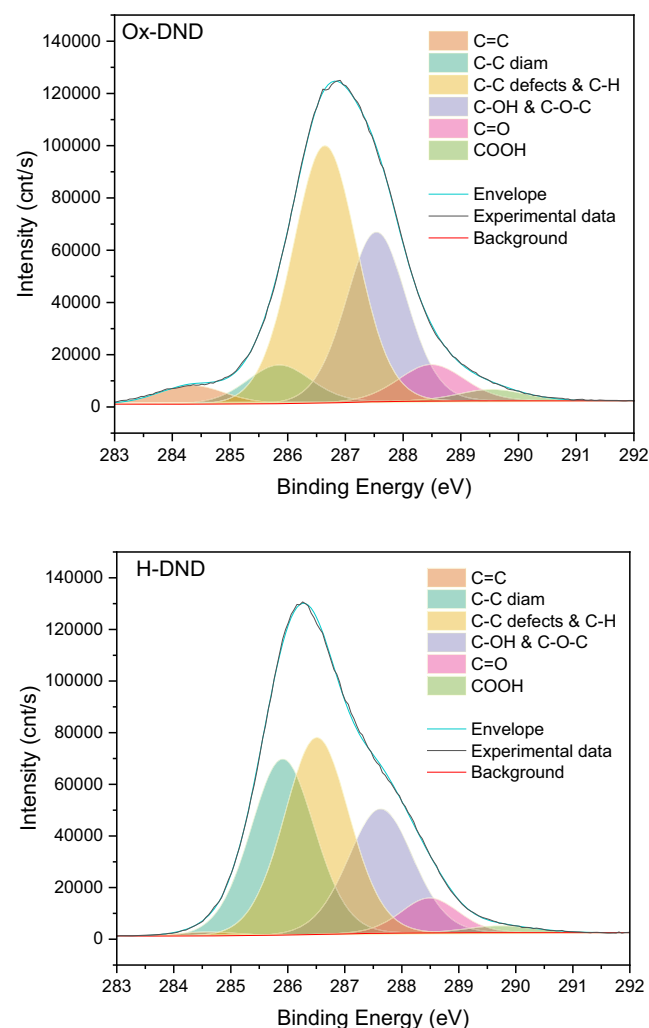 Ox-DND
140000
120000
100000
80000
60000
40000
20000
0
Intensity (cnt/s)
C=C
C-C diam
C-C defects & C-H
C-OH & C-O-C
C=O
COOH
Envelope
Experimental data
Background
283 284 285 286 287 288 289 290 291 292
Binding Energy (eV)
H-DND
140000
120000
100000
80000
60000
40000
20000
0
Intensity (cnt/s)
C=C
C-C diam
C-C defects & C-H
C-OH & C-O-C
C=O
COOH
Envelope
Experimental data
Background
283 284 285 286 287 288 289 290 291 292
Binding Energy (eV)